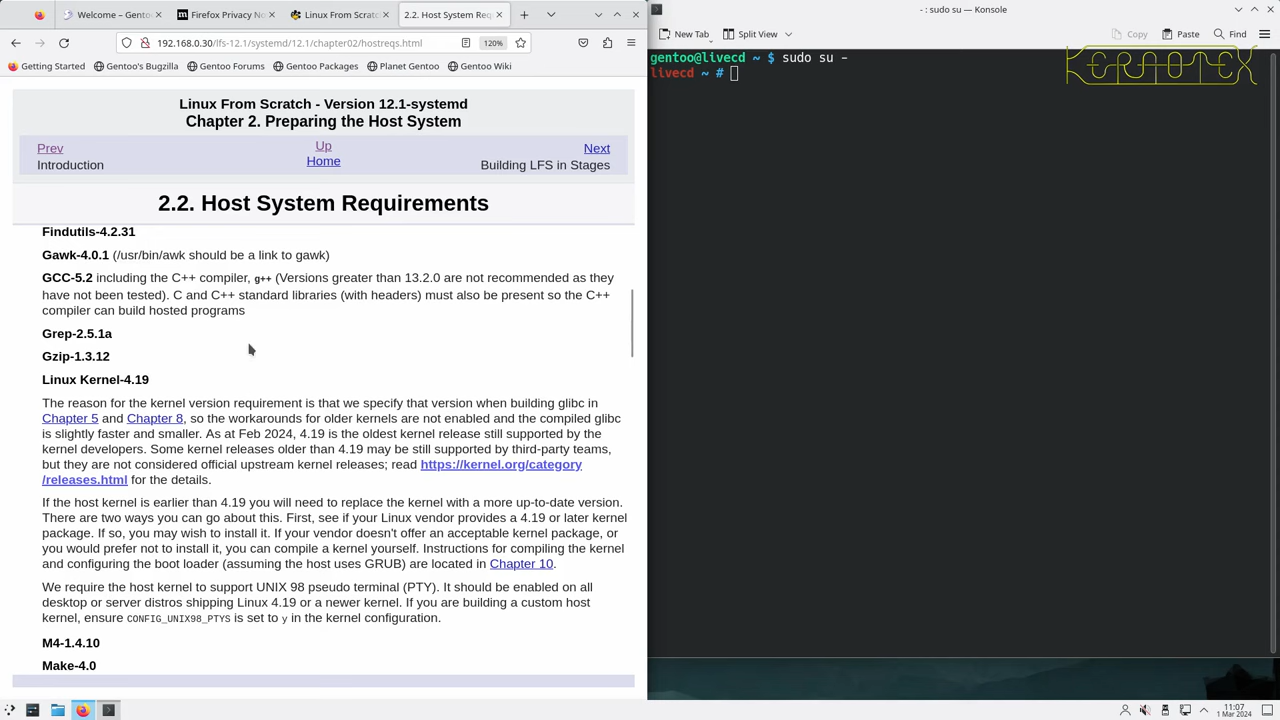 Welcome – Gento
Firefox Privacy No
Linux From Scratch
2.2. Host System Requ
- : sudo su — Konsole
192.168.0.30/lfs-12.1/systemd/12.1/chapter02/hostreqs.html
120%
New Tab
Split View
Copy
Paste
Find
Getting Started
Gentoo's Bugzilla
Gentoo Forums
Gentoo Packages
Planet Gentoo
Gentoo Wiki
gentoo@livecd ~ $ sudo su -
livecd ~ #
KERNOTEX
Linux From Scratch - Version 12.1-systemd
Chapter 2. Preparing the Host System
Prev
Up
Next
Introduction
Home
Building LFS in Stages
2.2. Host System Requirements
Findutils-4.2.31
Gawk-4.0.1 (/usr/bin/awk should be a link to gawk)
GCC-5.2 including the C++ compiler, g++ (Versions greater than 13.2.0 are not recommended as they
have not been tested). C and C++ standard libraries (with headers) must also be present so the C++
compiler can build hosted programs
Grep-2.5.1a
Gzip-1.3.12
Linux Kernel-4.19
The reason for the kernel version requirement is that we specify that version when building glibc in
Chapter 5 and Chapter 8, so the workarounds for older kernels are not enabled and the compiled glibc
is slightly faster and smaller. As at Feb 2024, 4.19 is the oldest kernel release still supported by the
kernel developers. Some kernel releases older than 4.19 may be still supported by third-party teams,
but they are not considered official upstream kernel releases; read https://kernel.org/category
/releases.html for the details.
If the host kernel is earlier than 4.19 you will need to replace the kernel with a more up-to-date version.
There are two ways you can go about this. First, see if your Linux vendor provides a 4.19 or later kernel
package. If so, you may wish to install it. If your vendor doesn't offer an acceptable kernel package, or
you would prefer not to install it, you can compile a kernel yourself. Instructions for compiling the kernel
and configuring the boot loader (assuming the host uses GRUB) are located in Chapter 10.
We require the host kernel to support UNIX 98 pseudo terminal (PTY). It should be enabled on all
desktop or server distros shipping Linux 4.19 or a newer kernel. If you are building a custom host
kernel, ensure CONFIG_UNIX98_PTYS is set to y in the kernel configuration.
M4-1.4.10
Make-4.0
11:07
1 Mar 2024